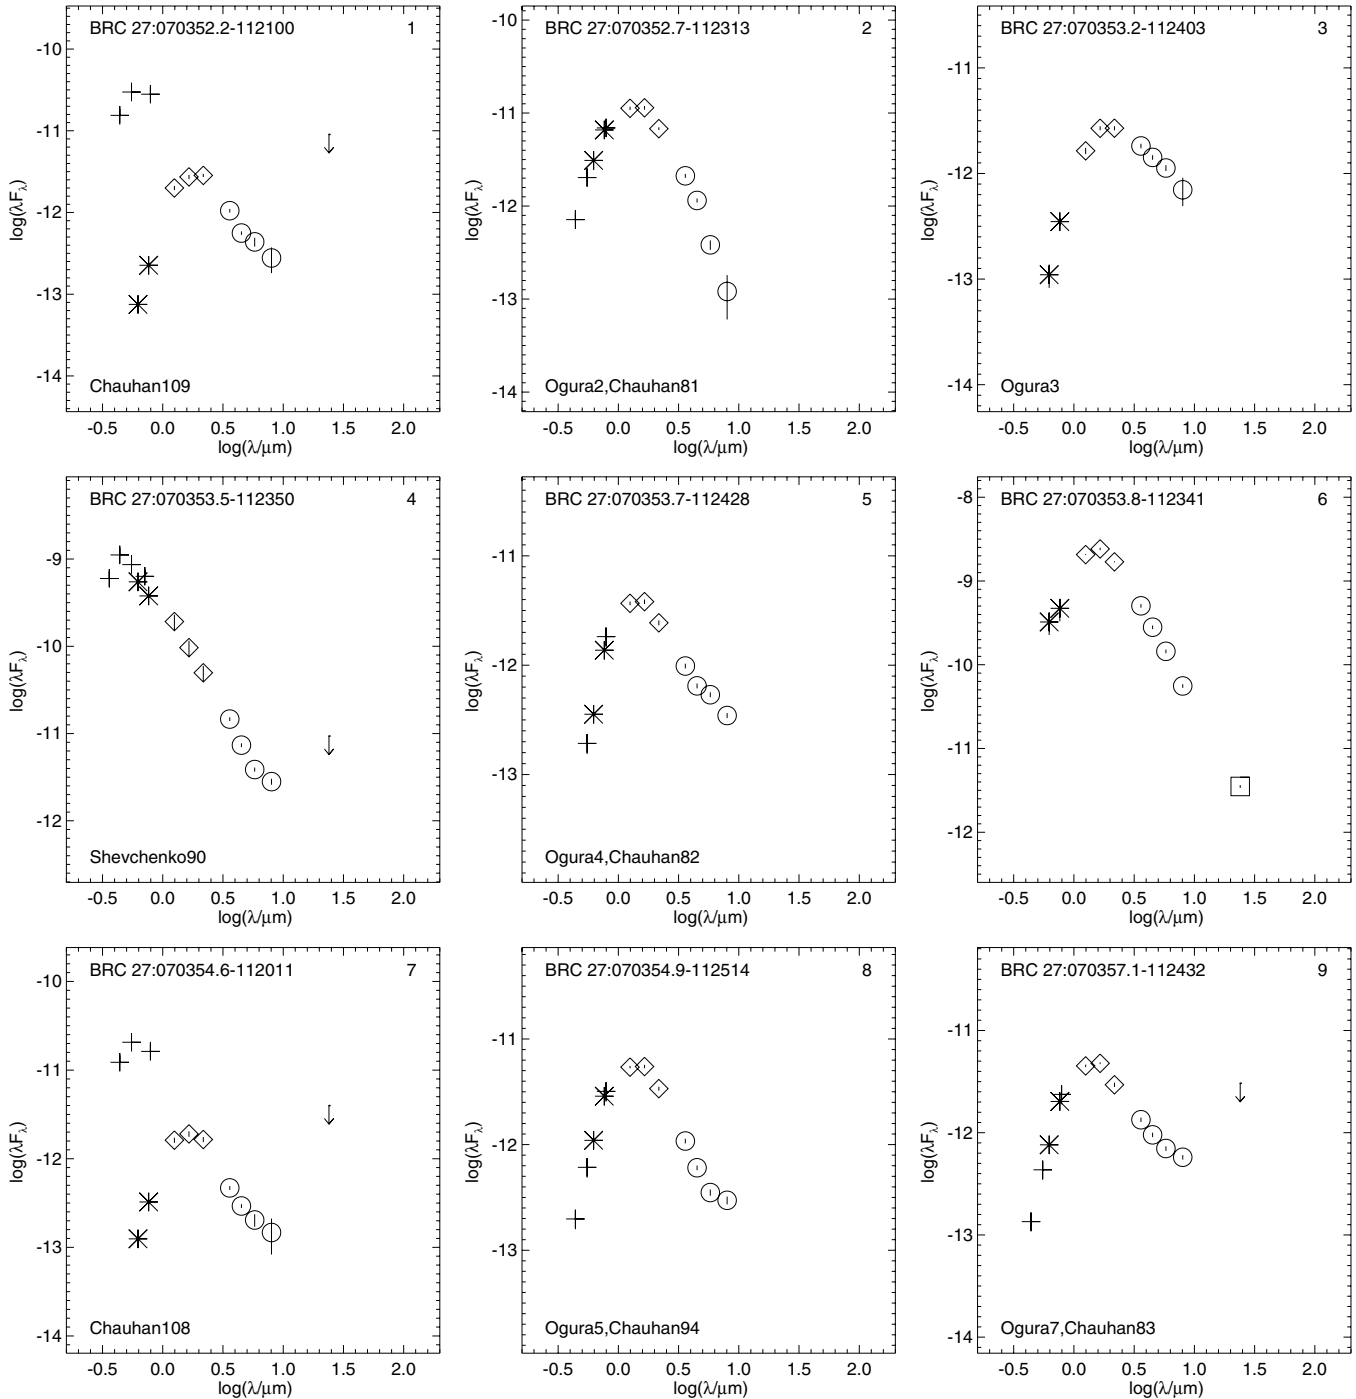 BRC 27:070352.2-112100 1
-10
-11
-12
-13
-14
log(λFλ)
Chauhan109
-0.5 0.0 0.5 1.0 1.5 2.0
log(λ/μm)
BRC 27:070352.7-112313 2
-10
-11
-12
-13
-14
log(λFλ)
Ogura2,Chauhan81
-0.5 0.0 0.5 1.0 1.5 2.0
log(λ/μm)
BRC 27:070353.2-112403 3
-11
-12
-13
-14
log(λFλ)
Ogura3
-0.5 0.0 0.5 1.0 1.5 2.0
log(λ/μm)
BRC 27:070353.5-112350 4
-9
-10
-11
-12
log(λFλ)
Shevchenko90
-0.5 0.0 0.5 1.0 1.5 2.0
log(λ/μm)
BRC 27:070353.7-112428 5
-11
-12
-13
log(λFλ)
Ogura4,Chauhan82
-0.5 0.0 0.5 1.0 1.5 2.0
log(λ/μm)
BRC 27:070353.8-112341 6
-8
-9
-10
-11
-12
log(λFλ)
-0.5 0.0 0.5 1.0 1.5 2.0
log(λ/μm)
BRC 27:070354.6-112011 7
-10
-11
-12
-13
-14
log(λFλ)
Chauhan108
-0.5 0.0 0.5 1.0 1.5 2.0
log(λ/μm)
BRC 27:070354.9-112514 8
-11
-12
-13
log(λFλ)
Ogura5,Chauhan94
-0.5 0.0 0.5 1.0 1.5 2.0
log(λ/μm)
BRC 27:070357.1-112432 9
-11
-12
-13
-14
log(λFλ)
Ogura7,Chauhan83
-0.5 0.0 0.5 1.0 1.5 2.0
log(λ/μm)